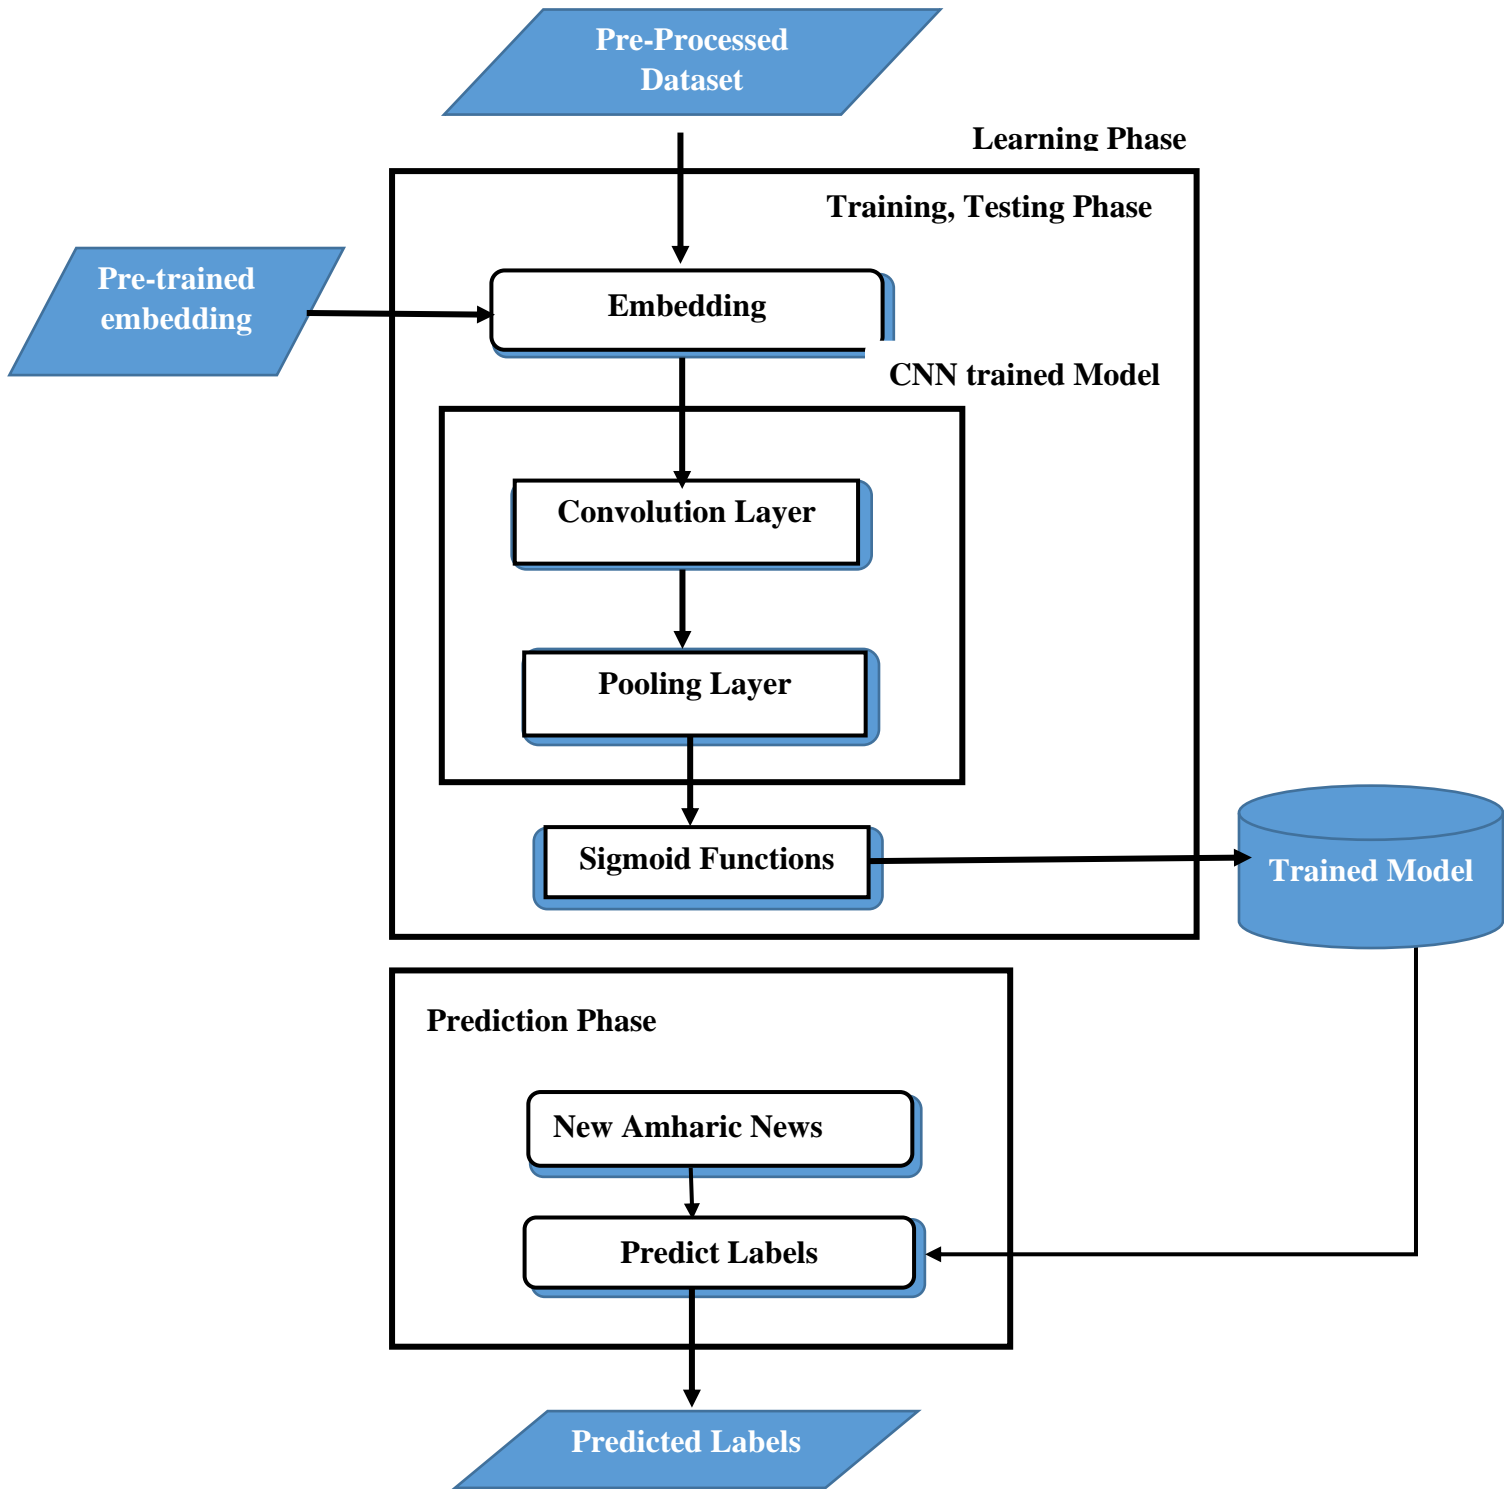 Pre-Processed
Dataset
Learning Phase
Training, Testing Phase
Pre-trained
embedding
Embedding
CNN trained Model
Convolution Layer
Pooling Layer
Sigmoid Functions
Trained Model
Prediction Phase
New Amharic News
Predict Labels
Predicted Labels